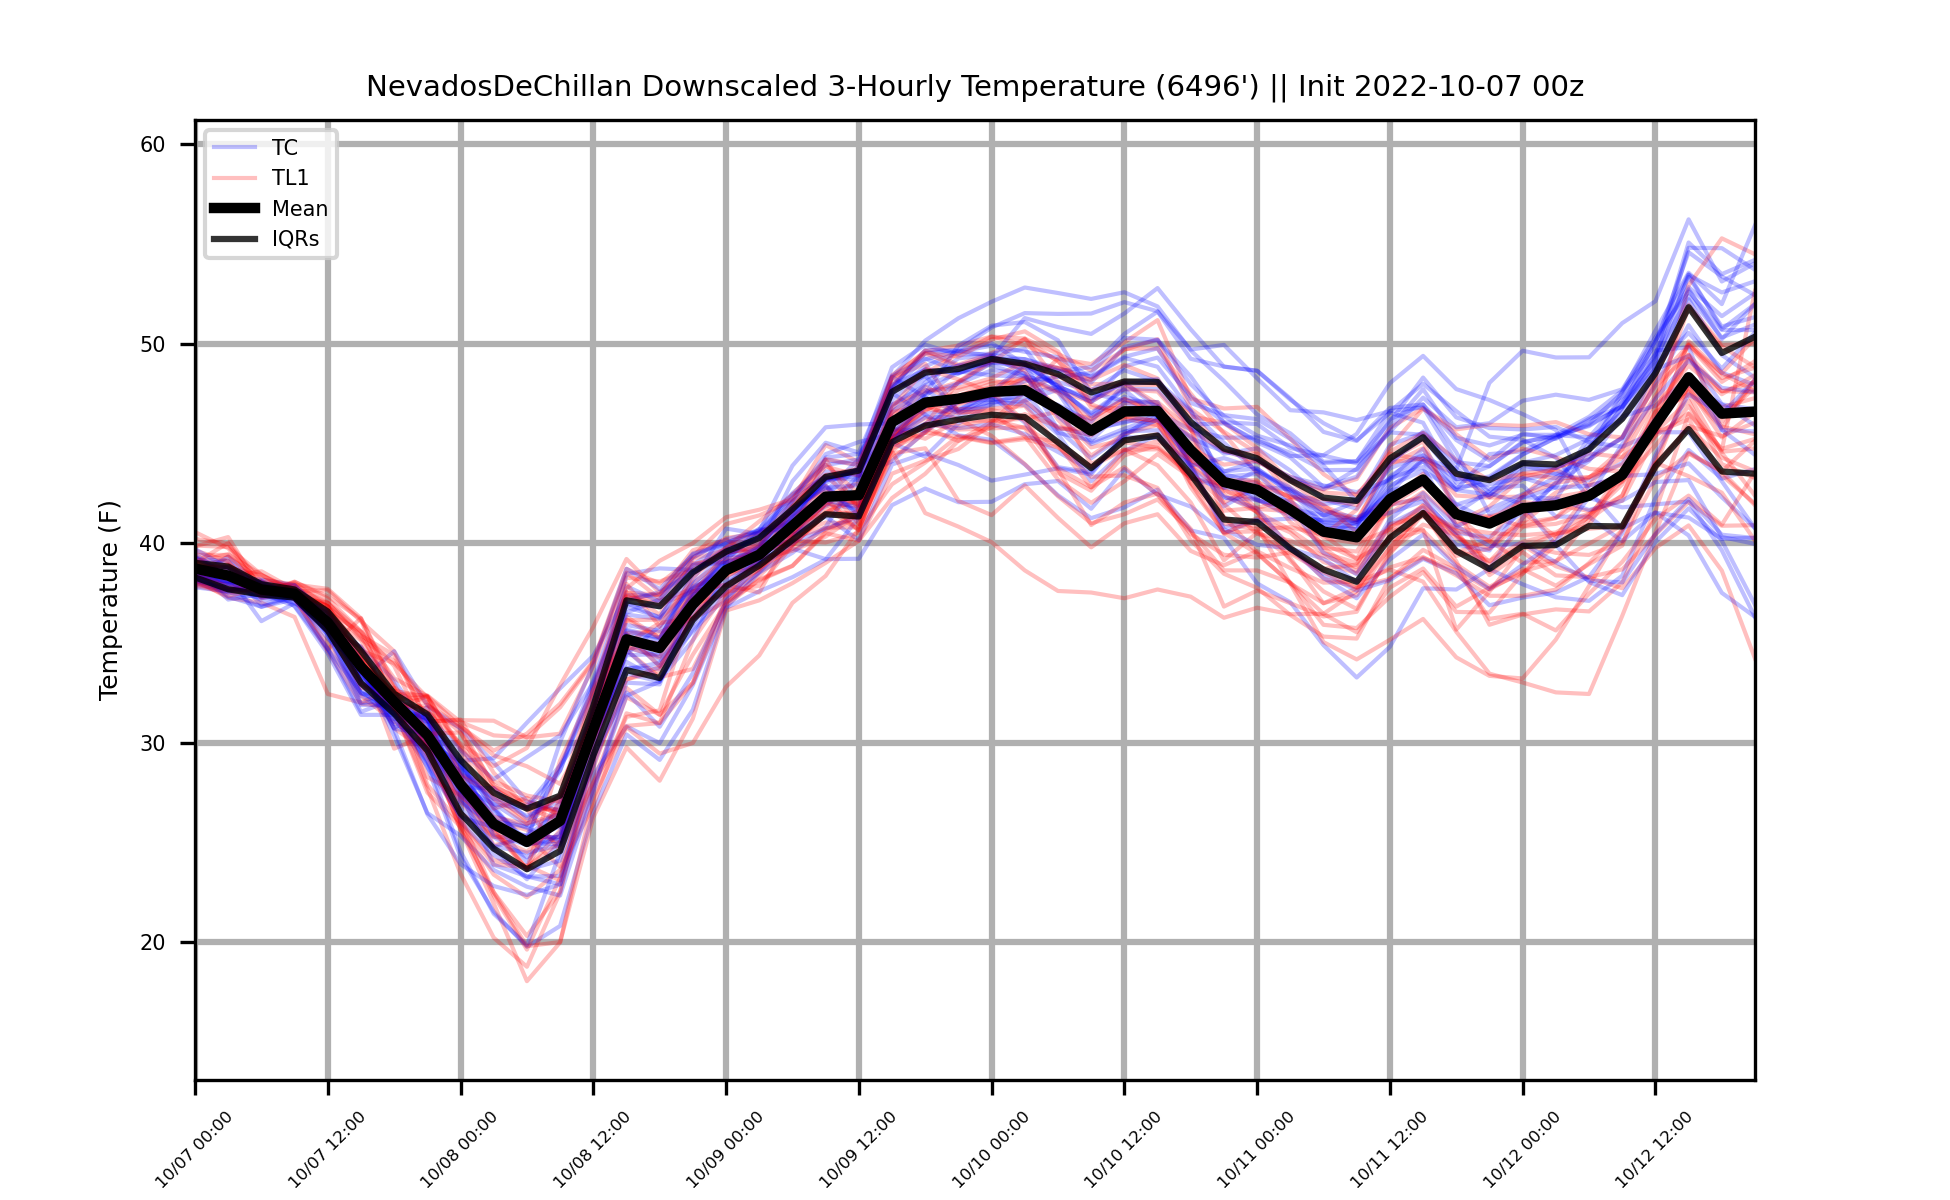 NevadosDeChillan Downscaled 3-Hourly Temperature (6496') || Init 2022-10-07 00z
TC
TL1
Mean
IQRs
Temperature (F)
60
50
40
30
20
10/07 00:00
10/07 12:00
10/08 00:00
10/08 12:00
10/09 00:00
10/09 12:00
10/10 00:00
10/10 12:00
10/11 00:00
10/11 12:00
10/12 00:00
10/12 12:00